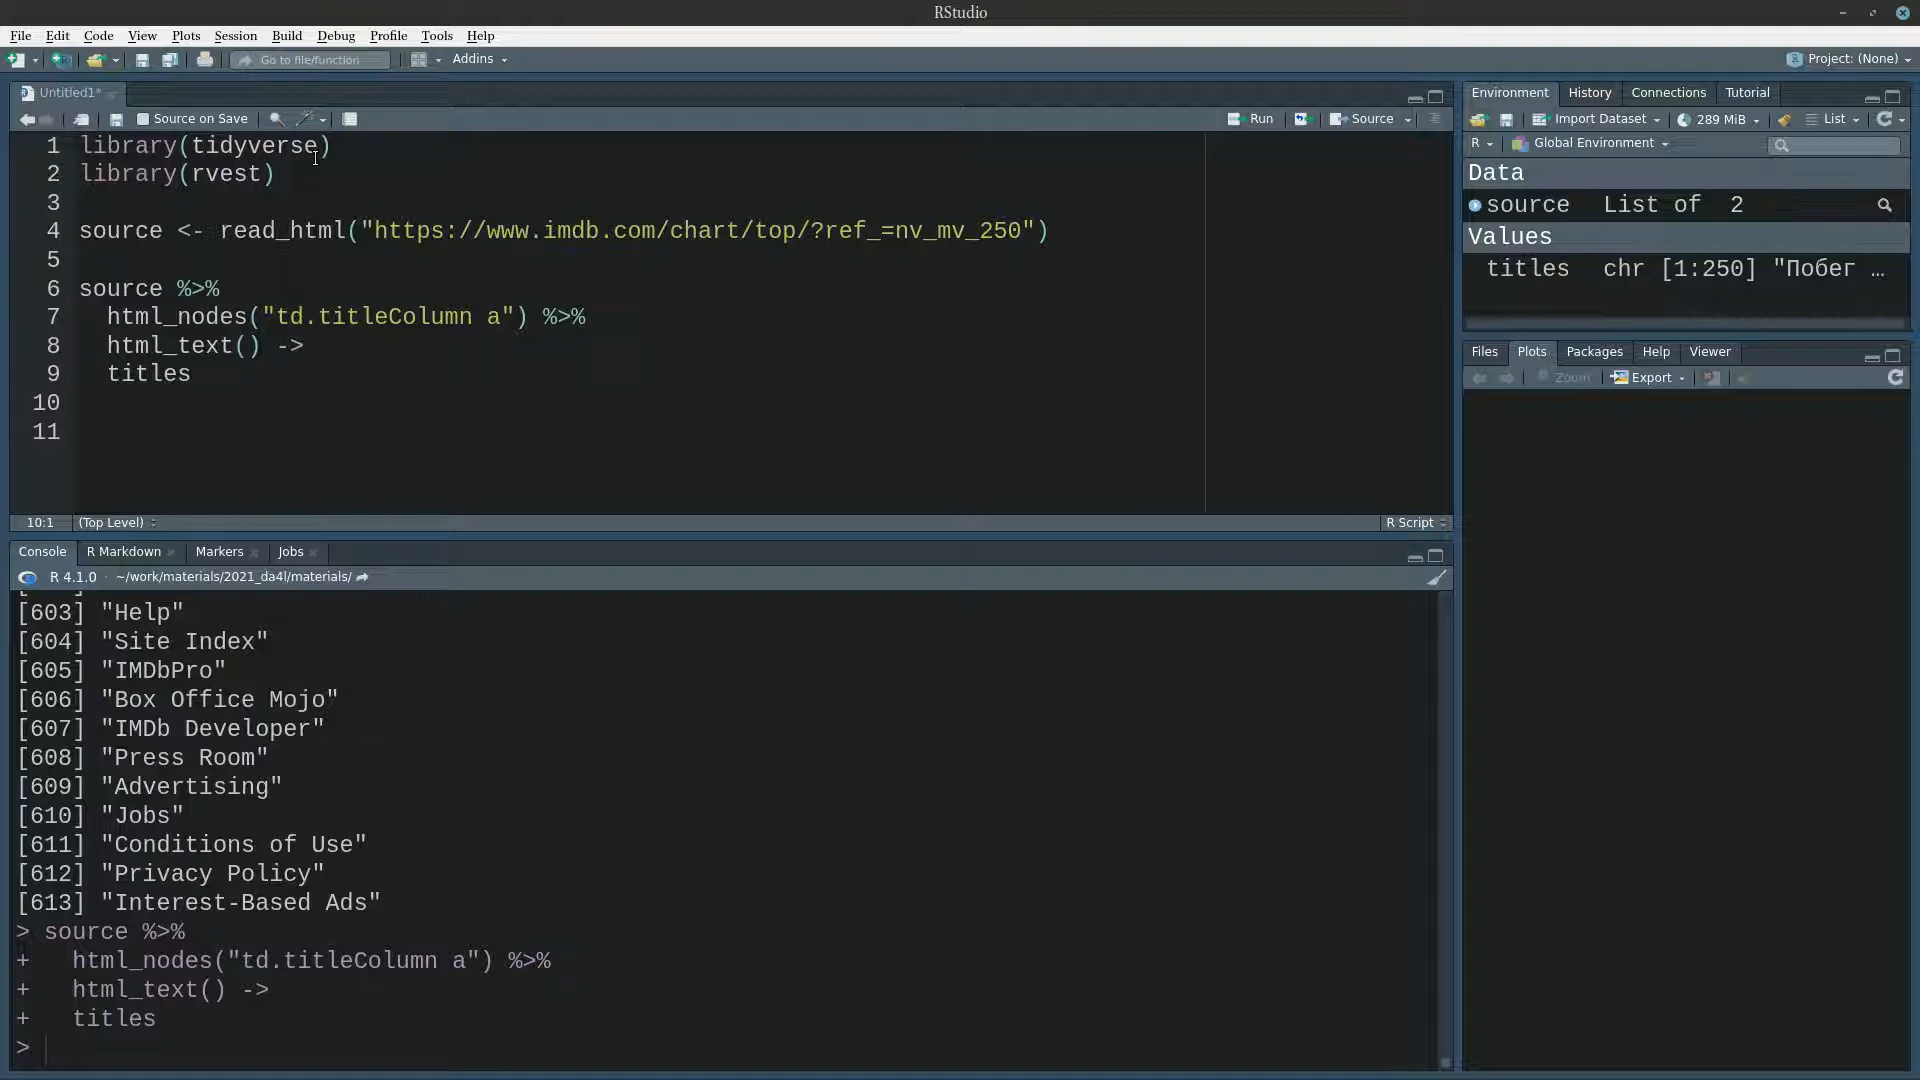 RStudio
File Edit Code View Plots Session Build Debug Profile Tools Help
Go to file/function Addins Project: (None)
Untitled1*
Source on Save Run Source
1 library(tidyverse)
2 library(rvest)
3
4 source <- read_html("https://www.imdb.com/chart/top/?ref_=nv_mv_250")
5
6 source %>%
7 html_nodes("td.titleColumn a") %>%
8 html_text() ->
9 titles
10
11
10:1 (Top Level) R Script
Console R Markdown Markers Jobs
R 4.1.0 · ~/work/materials/2021_da4l/materials/
[603] "Help"
[604] "Site Index"
[605] "IMDbPro"
[606] "Box Office Mojo"
[607] "IMDb Developer"
[608] "Press Room"
[609] "Advertising"
[610] "Jobs"
[611] "Conditions of Use"
[612] "Privacy Policy"
[613] "Interest-Based Ads"
> source %>%
+ html_nodes("td.titleColumn a") %>%
+ html_text() ->
+ titles
>
Environment History Connections Tutorial
Import Dataset 289 MiB List
R Global Environment
Data
source List of 2
Values
titles chr [1:250] "Побег …
Files Plots Packages Help Viewer
Zoom Export